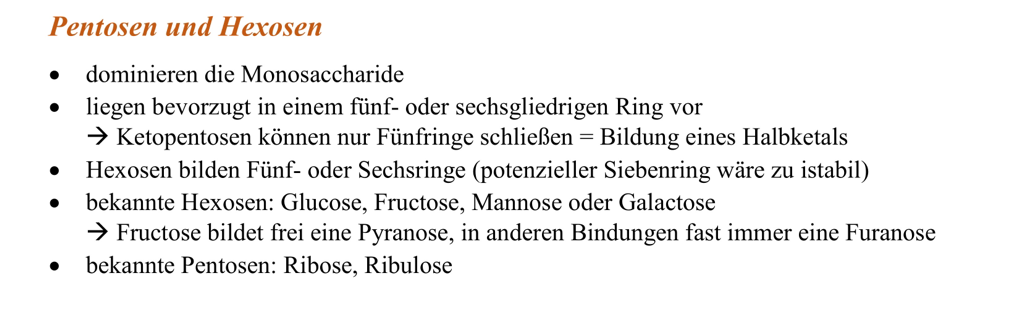 Pentosen und Hexosen
• dominieren die Monosaccharide
• liegen bevorzugt in einem fünf- oder sechsgliedrigen Ring vor
→ Ketopentosen können nur Fünfringe schließen = Bildung eines Halbketals
• Hexosen bilden Fünf- oder Sechsringe (potenzieller Siebenring wäre zu istabil)
• bekannte Hexosen: Glucose, Fructose, Mannose oder Galactose
→ Fructose bildet frei eine Pyranose, in anderen Bindungen fast immer eine Furanose
• bekannte Pentosen: Ribose, Ribulose